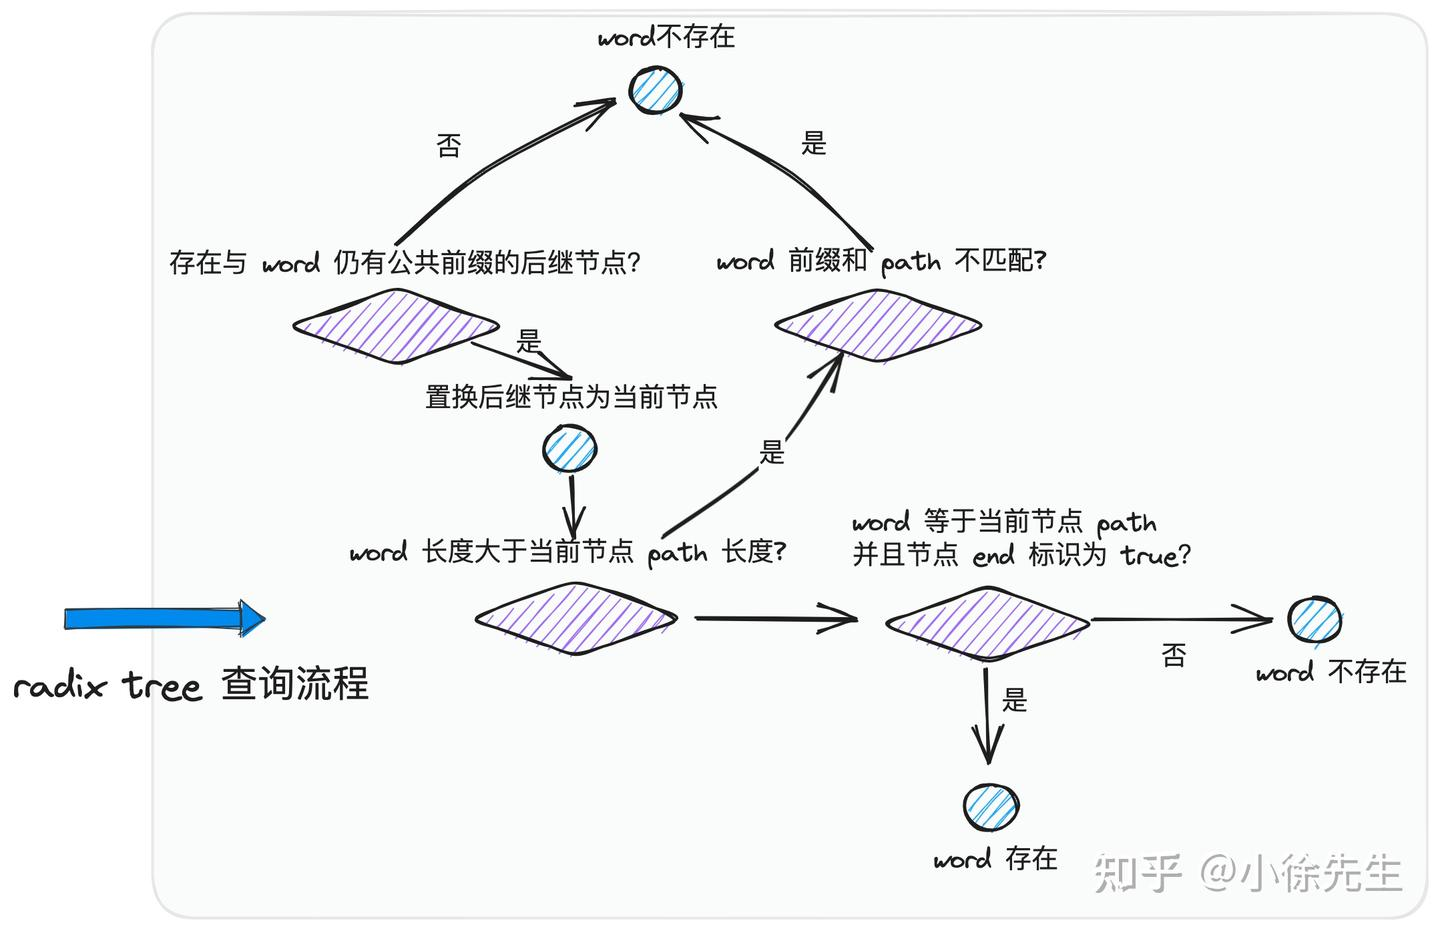 word不存在
否
是
存在与 word 仍有公共前缀的后继节点?
word 前缀和 path 不匹配?
是
置换后继节点为当前节点
是
word 长度大于当前节点 path 长度?
word 等于当前节点 path
并且节点 end 标识为 true?
否
word 不存在
radix tree 查询流程
是
word 存在
知乎 @小徐先生